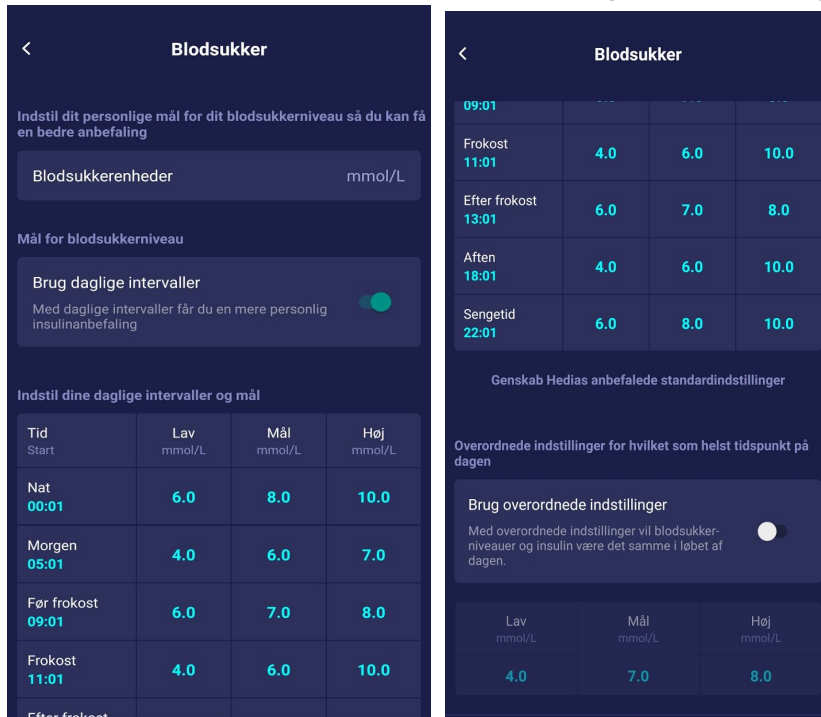 Blodsukker
Indstil dit personlige mål for dit blodsukkerniveau så du kan få
en bedre anbefaling
Blodsukkerenheder mmol/L
Mål for blodsukkerniveau
Brug daglige intervaller
Med daglige intervaller får du en mere personlig
insulinanbefaling
Indstil dine daglige intervaller og mål
Tid Lav Mål Høj
Start mmol/L mmol/L mmol/L
Nat
00:01 6.0 8.0 10.0
Morgen
05:01 4.0 6.0 7.0
Før frokost
09:01 6.0 7.0 8.0
Frokost
11:01 4.0 6.0 10.0
Efter frokost
Blodsukker
09:01
Frokost
11:01 4.0 6.0 10.0
Efter frokost
13:01 6.0 7.0 8.0
Aften
18:01 4.0 6.0 10.0
Sengetid
22:01 6.0 8.0 10.0
Genskab Hedias anbefalede standardindstillinger
Overordnede indstillinger for hvilket som helst tidspunkt på
dagen
Brug overordnede indstillinger
Med overordnede indstillinger vil blodsukker-
niveauer og insulin være det samme i løbet af
dagen.
Lav Mål Høj
mmol/L mmol/L mmol/L
4.0 7.0 8.0